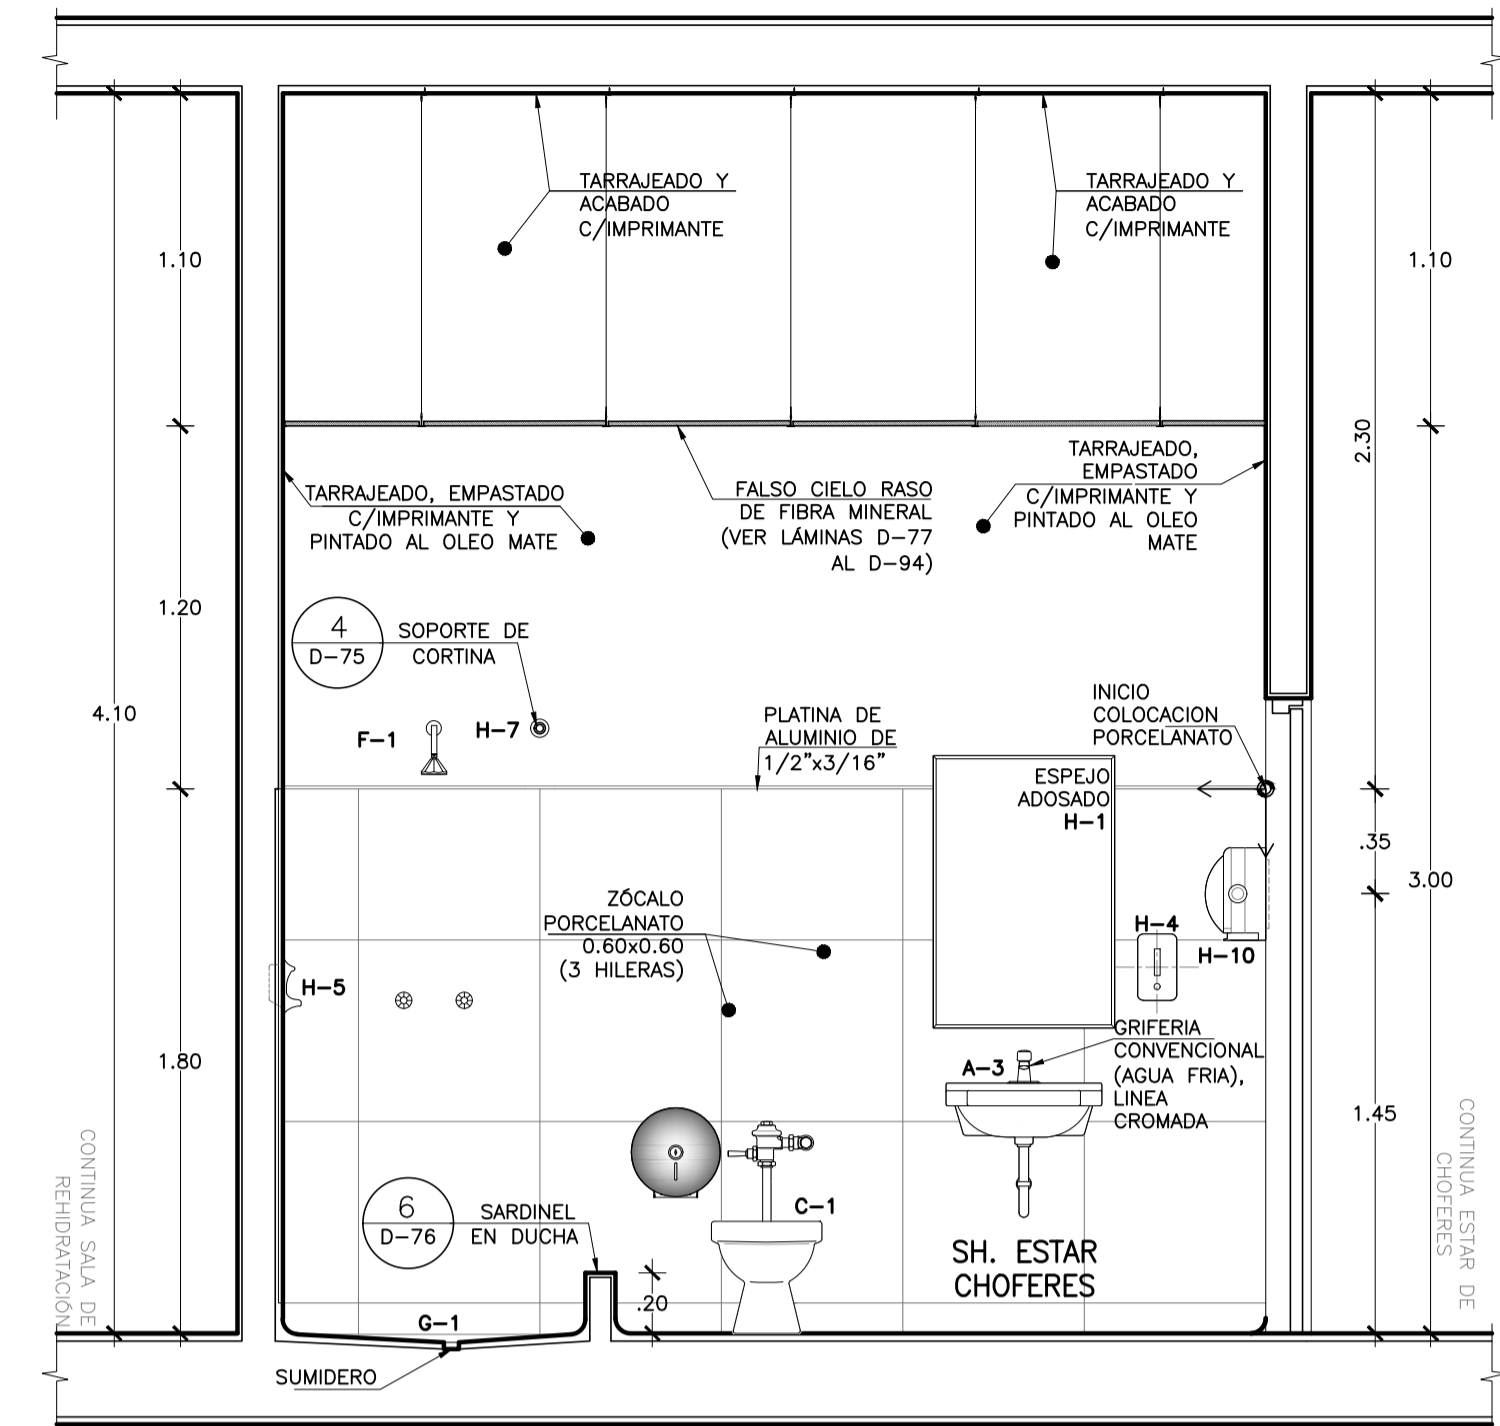 TARRAJEADO Y
ACABADO
C/IMPRIMANTE
TARRAJEADO Y
ACABADO
C/IMPRIMANTE
1.10
1.10
2.30
TARRAJEADO, EMPASTADO
C/IMPRIMANTE Y
PINTADO AL OLEO MATE
FALSO CIELO RASO
DE FIBRA MINERAL
(VER LÁMINAS D-77
AL D-94)
TARRAJEADO,
EMPASTADO
C/IMPRIMANTE Y
PINTADO AL OLEO
MATE
1.20
4
D-75
SOPORTE DE
CORTINA
4.10
F-1
H-7
PLATINA DE
ALUMINIO DE
1/2"x3/16"
INICIO
COLOCACION
PORCELANATO
ESPEJO
ADOSADO
H-1
.35
3.00
ZÓCALO
PORCELANATO
0.60x0.60
(3 HILERAS)
H-4
H-10
H-5
1.80
A-3
GRIFERIA
CONVENCIONAL
(AGUA FRIA),
LINEA
CROMADA
1.45
CONTINUA SALA DE
REHIDRATACIÓN
6
D-76
SARDINEL
EN DUCHA
C-1
SH. ESTAR
CHOFERES
CONTINUA ESTAR DE
CHOFERES
.20
G-1
SUMIDERO